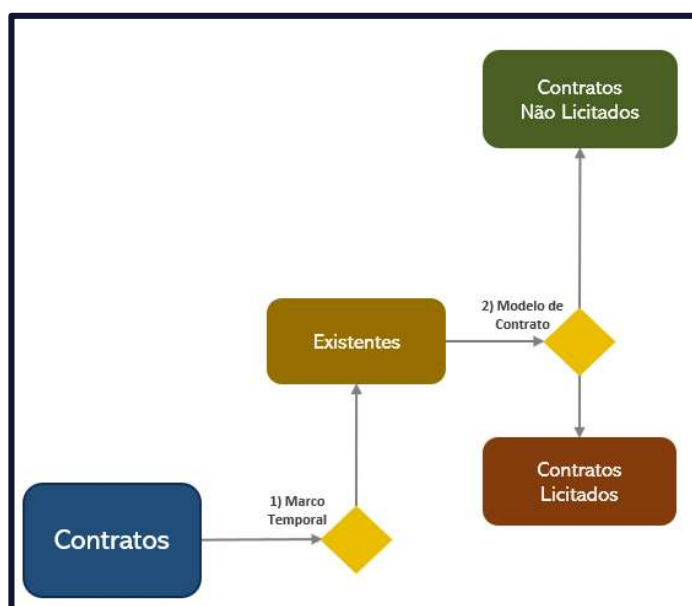 Contratos
Não Licitados
2) Modelo de
Contrato
Existentes
Contratos
Licitados
1) Marco
Temporal
Contratos